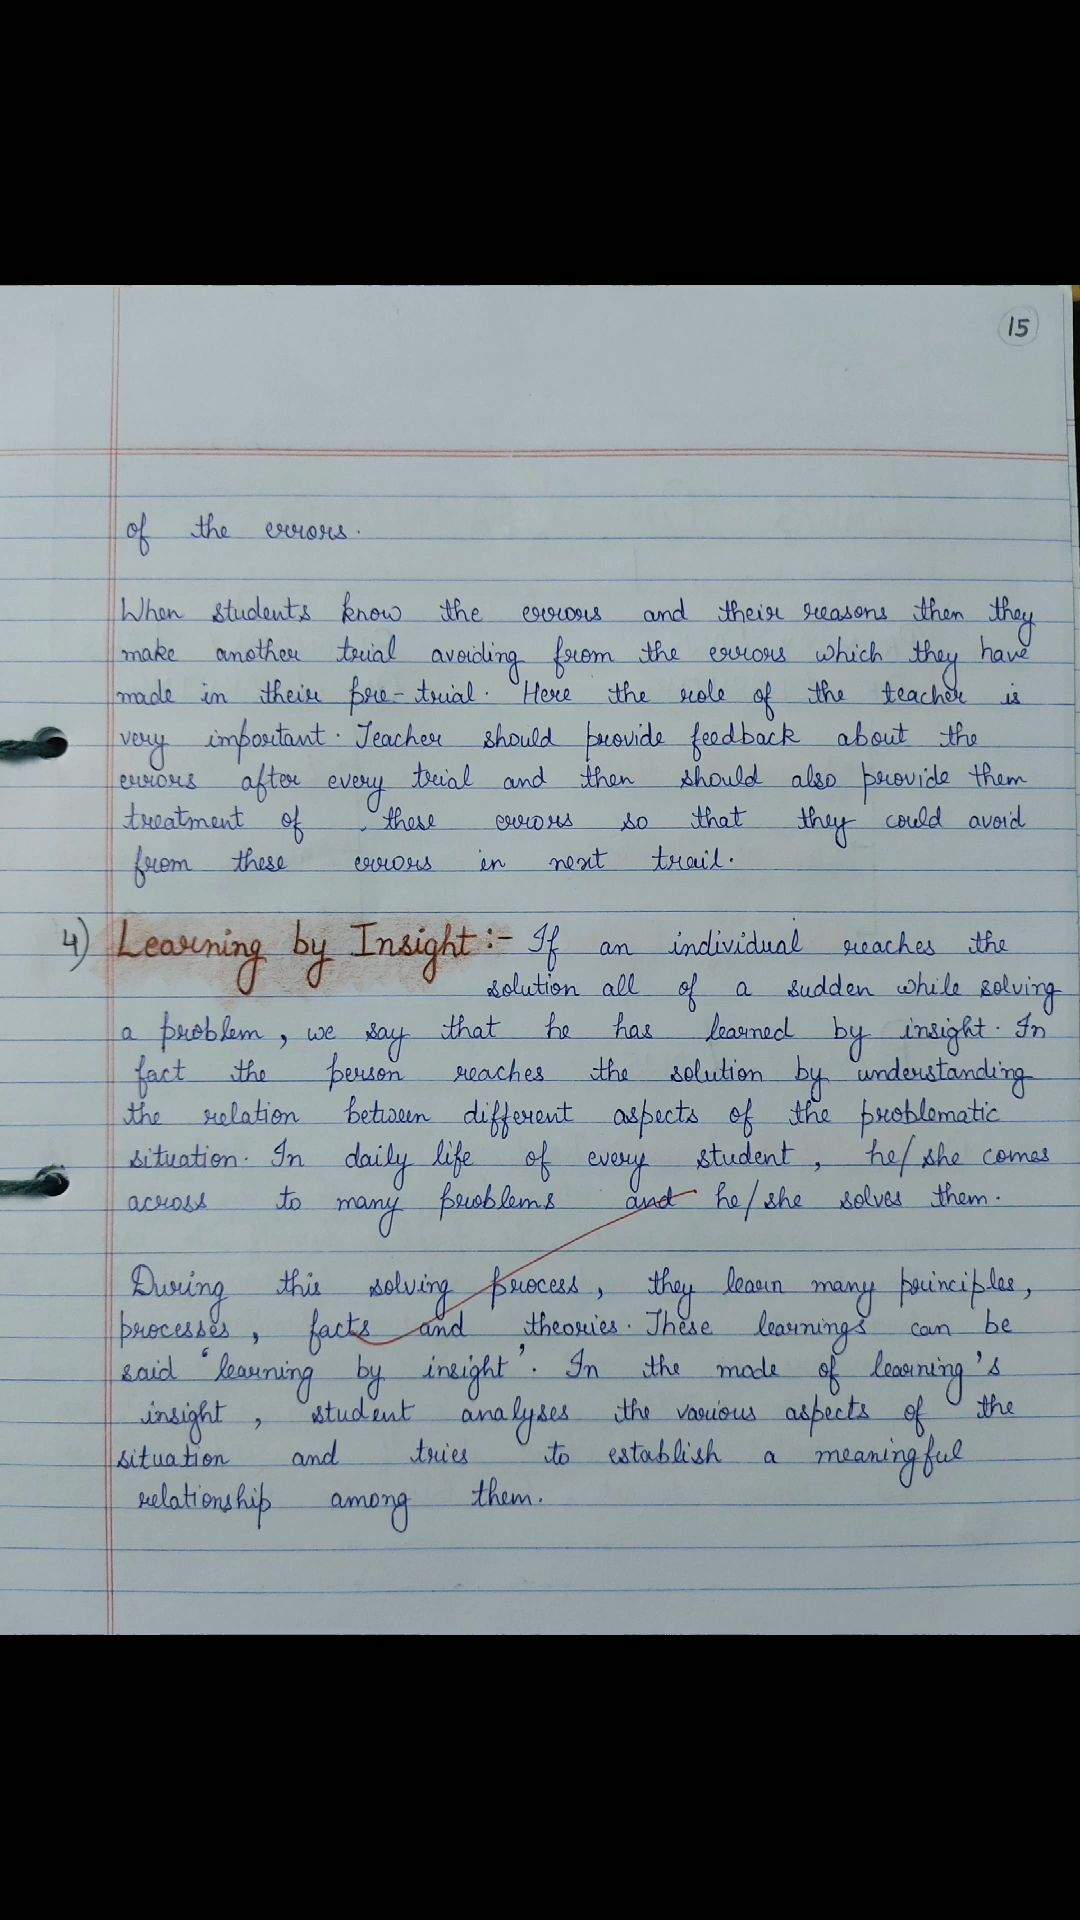 15
of the errors.
When students know the errors and their reasons then they
make another trial avoiding from the errors which they have
made in their pre-trial. Here the role of the teacher is
very important. Teacher should provide feedback about the
errors after every trial and then should also provide them
treatment of these errors so that they could avoid
from these errors in next trail.
4) Learning by Insight :- If an individual reaches the
solution all of a sudden while solving
a problem, we say that he has learned by insight. In
fact the person reaches the solution by understanding
the relation between different aspects of the problematic
situation. In daily life of every student, he/she comes
across to many problems and he/she solves them.
During this solving process, they learn many principles,
processes, facts and theories. These learnings can be
said 'learning by insight'. In the mode of learning's
insight, student analyses the various aspects of the
situation and tries to establish a meaningful
relationship among them.